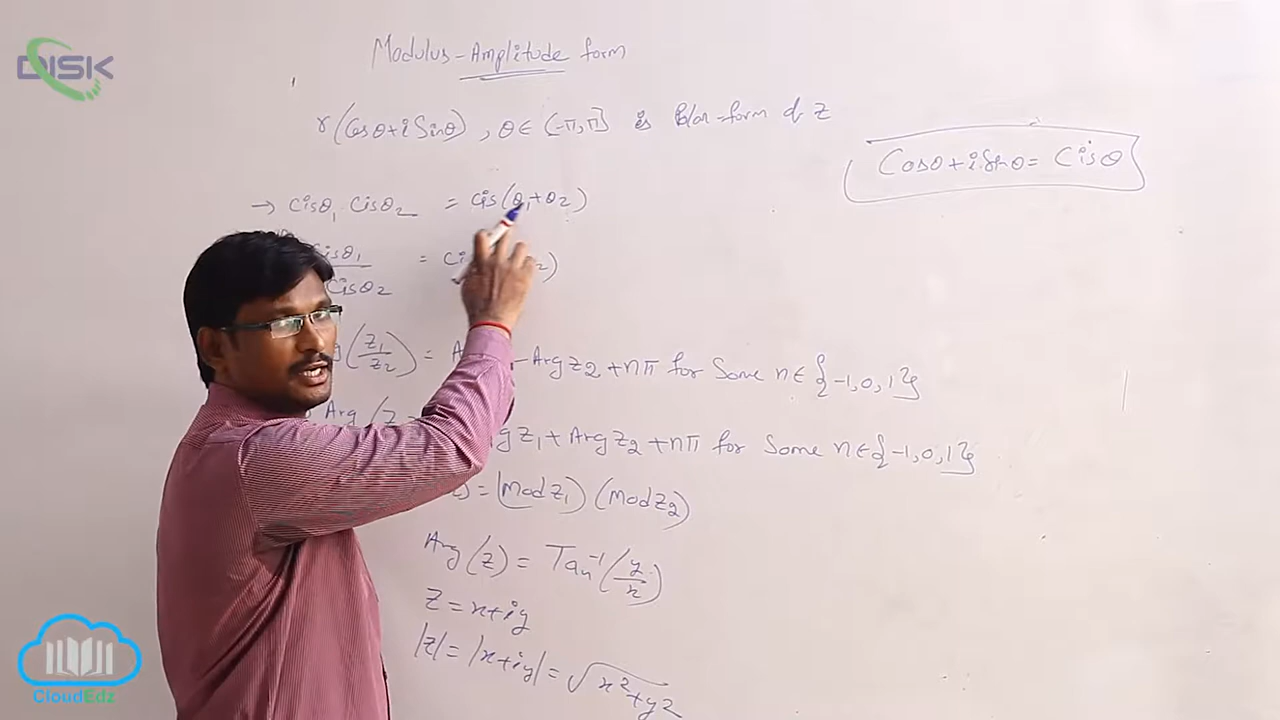 DISK
Modulus-Amplitude form
r(Cosθ+i Sinθ), θ∈(-π,π] is Polar-form of z
Cosθ+i Sinθ = Cisθ
→ Cisθ1 Cisθ2 = Cis(θ1+θ2)
Cisθ1 / Cisθ2 = Ci 2)
(z1/z2) = A - Arg z2 + nπ for Some n∈{-1,0,1}
Arg (z g z1 + Arg z2 + nπ for Some n∈{-1,0,1}
= (Mod z1) (Mod z2)
Arg(z) = Tan-1(y/x)
z = x+iy
|z| = |x+iy| = √x2+y2
CloudEdz